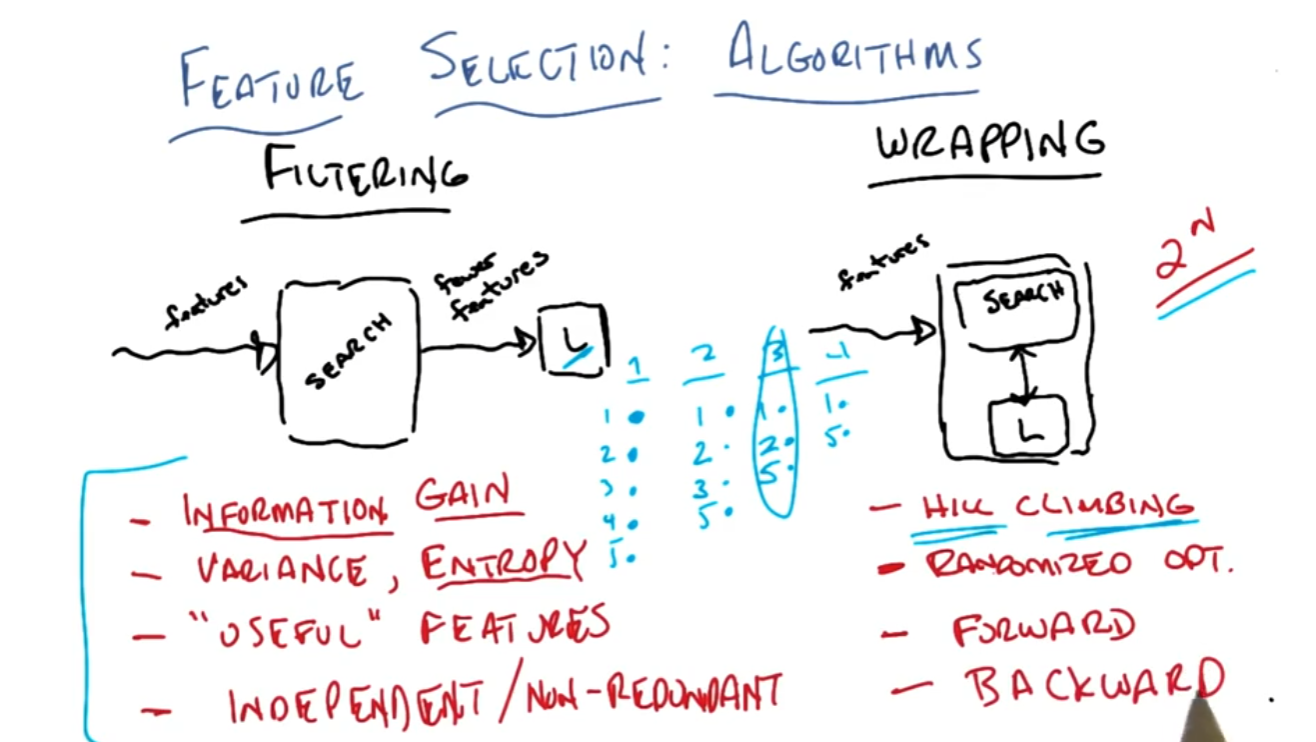 FEATURE SELECTION: ALGORITHMS
FILTERING
features
SEARCH
fewer
features
L
1
1
2
3
4
5
2
1
2
3
5
3
1
2
5
4
1
5
WRAPPING
features
SEARCH
L
2^N
- INFORMATION GAIN
- VARIANCE, ENTROPY
- "USEFUL" FEATURES
- INDEPENDENT/NON-REDUNDANT
- HILL CLIMBING
- RANDOMIZED OPT.
- FORWARD
- BACKWARD